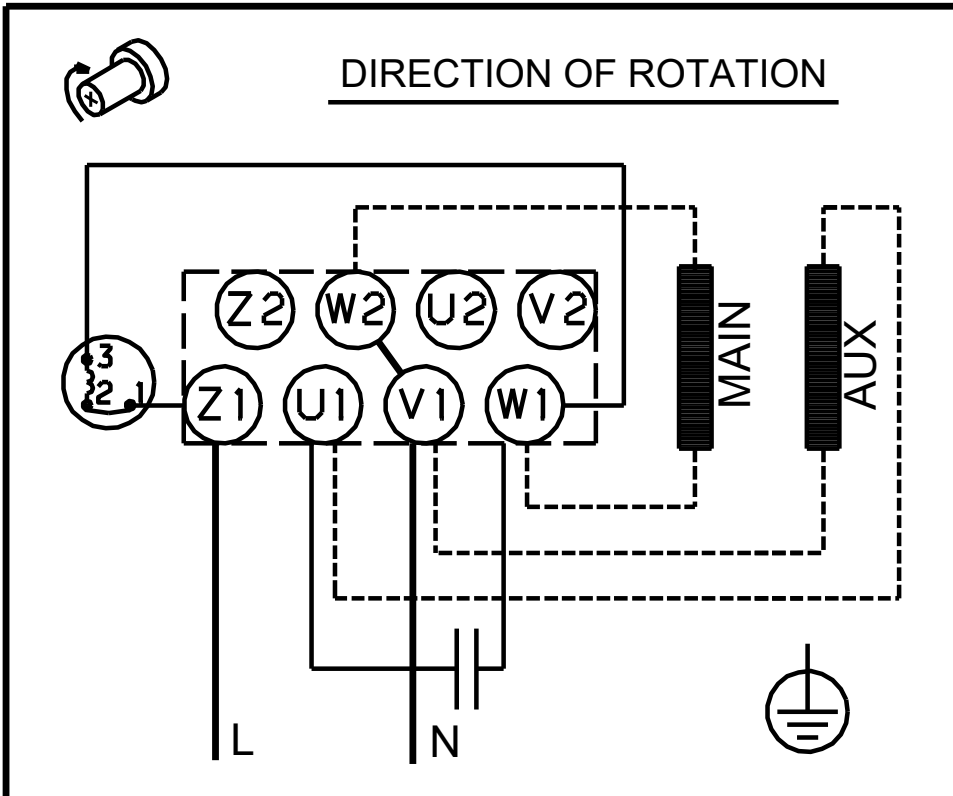 DIRECTION OF ROTATION
Z2 W2 U2 V2
3
2 1
Z1 U1 V1 W1
MAIN
AUX
L
N